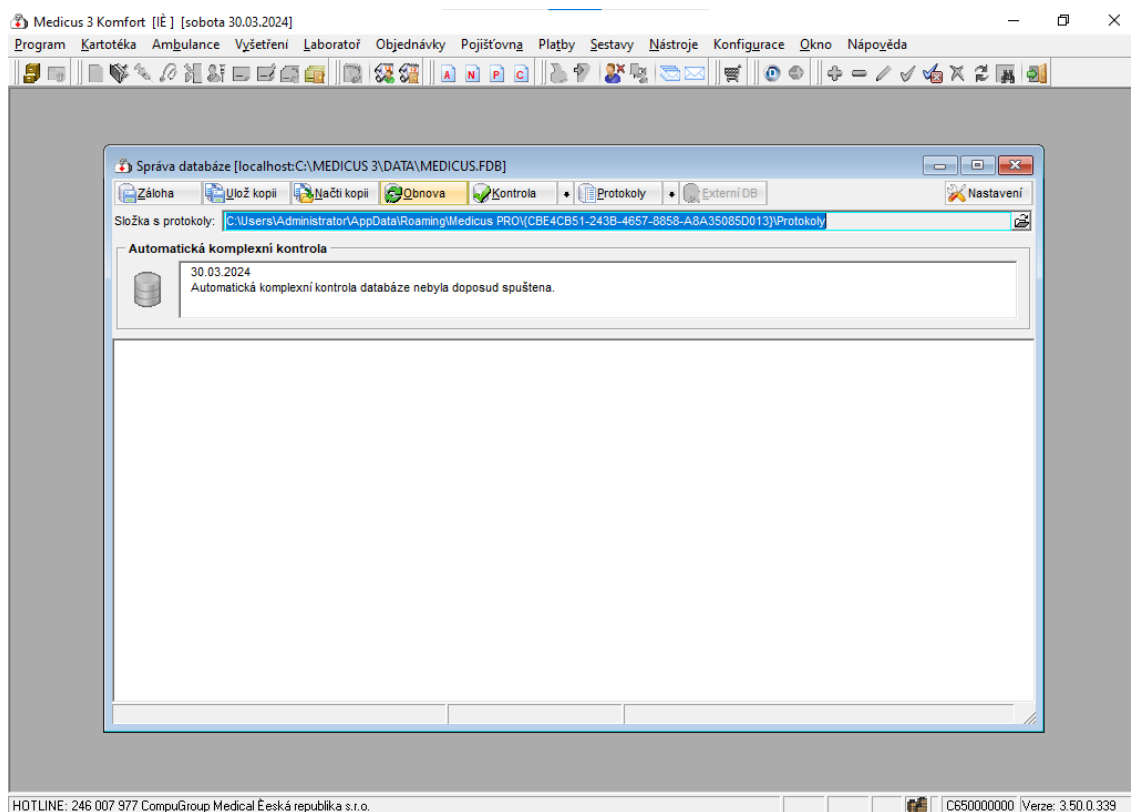 Medicus 3 Komfort [IÈ ] [sobota 30.03.2024]
Program Kartotéka Ambulance Vyšetření Laboratoř Objednávky Pojišťovna Platby Sestavy Nástroje Konfigurace Okno Nápověda
A N P C D
Správa databáze [localhost:C:\MEDICUS 3\DATA\MEDICUS.FDB]
Záloha Ulož kopii Načti kopii Obnova Kontrola Protokoly Externí DB Nastavení
Složka s protokoly: C:\Users\Administrator\AppData\Roaming\Medicus PRO\{CBE4CB51-243B-4657-8858-A8A35085D013}\Protokoly
Automatická komplexní kontrola
30.03.2024
Automatická komplexní kontrola databáze nebyla doposud spuštena.
HOTLINE: 246 007 977 CompuGroup Medical Èeská republika s.r.o. C650000000 Verze: 3.50.0.339